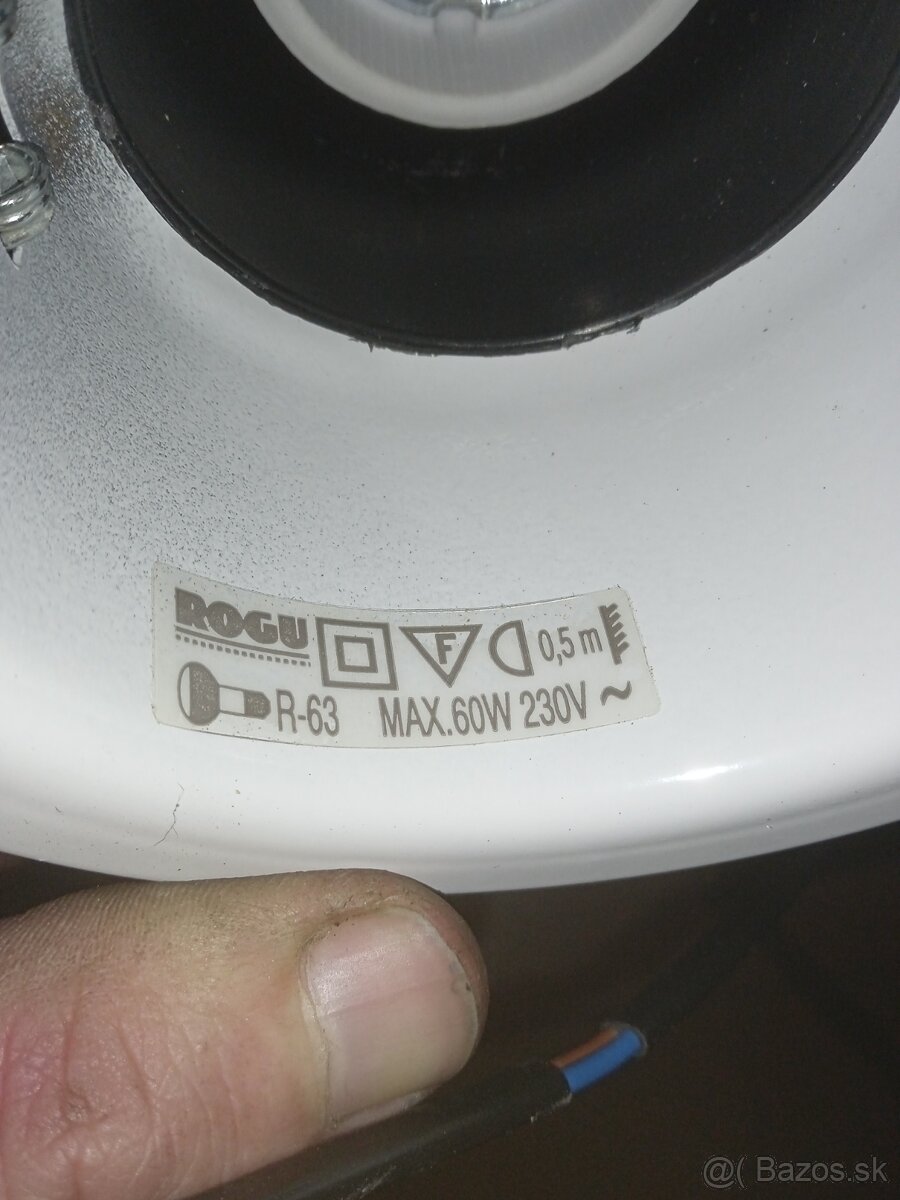 ROGU F 0,5 m
R-63 MAX.60W 230V ~
@( Bazos.sk